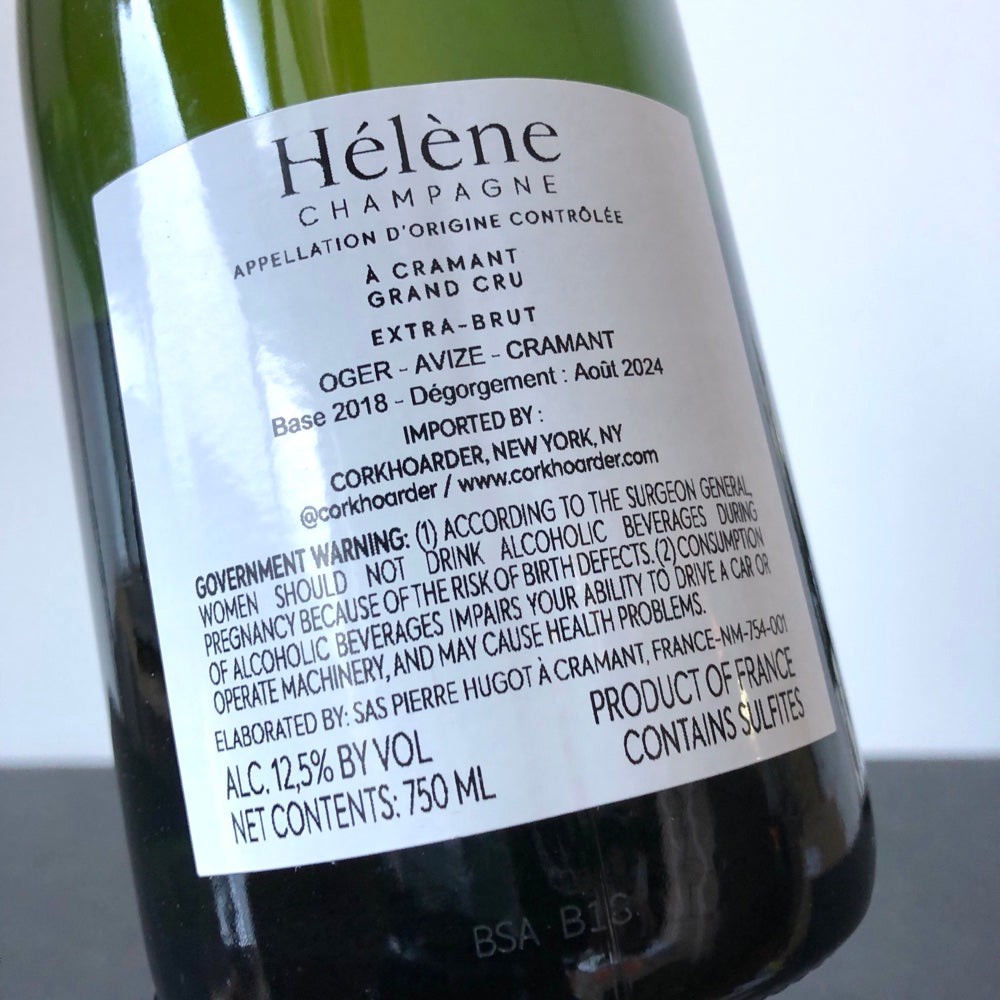 Hélène
CHAMPAGNE
APPELLATION D'ORIGINE CONTRÔLÉE
À CRAMANT
GRAND CRU
EXTRA-BRUT
OGER - AVIZE - CRAMANT
Base 2018 - Dégorgement : Août 2024
IMPORTED BY :
CORKHOARDER, NEW YORK, NY
@corkhoarder / www.corkhoarder.com
GOVERNMENT WARNING: (1) ACCORDING TO THE SURGEON GENERAL,
WOMEN SHOULD NOT DRINK ALCOHOLIC BEVERAGES DURING
PREGNANCY BECAUSE OF THE RISK OF BIRTH DEFECTS. (2) CONSUMPTION
OF ALCOHOLIC BEVERAGES IMPAIRS YOUR ABILITY TO DRIVE A CAR OR
OPERATE MACHINERY, AND MAY CAUSE HEALTH PROBLEMS.
ELABORATED BY: SAS PIERRE HUGOT À CRAMANT, FRANCE-NM-754-001
ALC. 12,5% BY VOL
NET CONTENTS: 750 ML
PRODUCT OF FRANCE
CONTAINS SULFITES
BSA